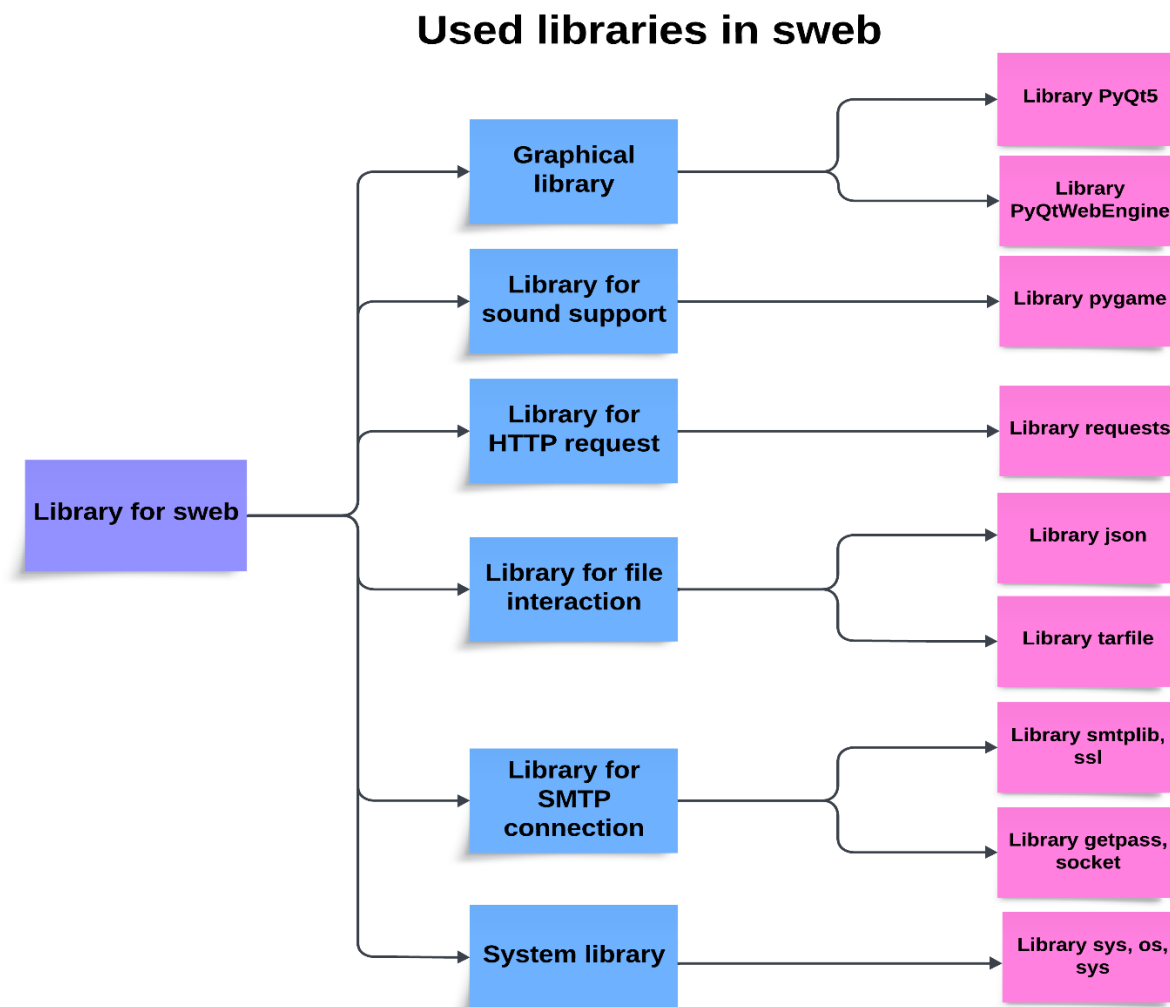 Used libraries in sweb
Library PyQt5
Graphical
library
Library
PyQtWebEngine
Library for
sound support
Library pygame
Library for
HTTP request
Library requests
Library for sweb
Library for file
interaction
Library json
Library tarfile
Library for
SMTP
connection
Library smtplib,
ssl
Library getpass,
socket
System library
Library sys, os,
sys